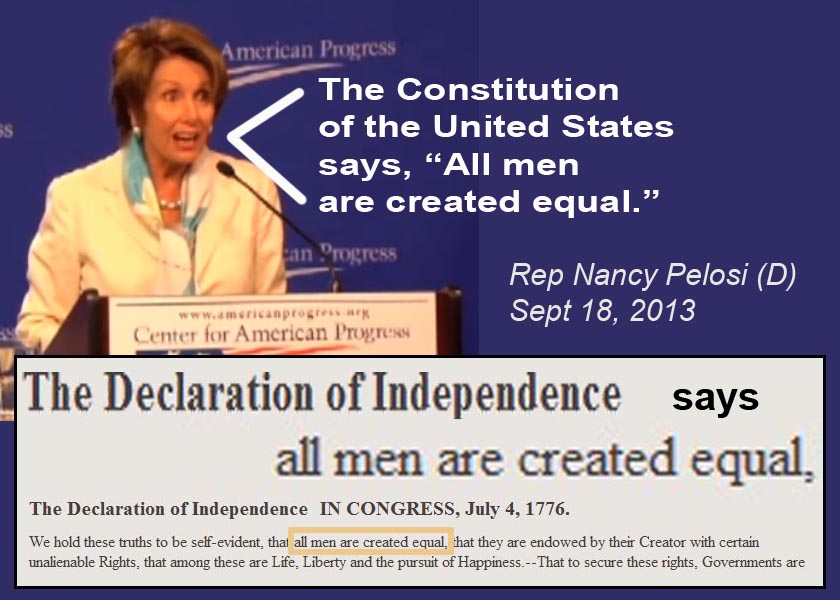 American Progress
ss
The Constitution
of the United States
says, “All men
are created equal.”
can Progress
Rep Nancy Pelosi (D)
Sept 18, 2013
www.americanprogress.org
Center for American Progress
The Declaration of Independence says
all men are created equal,
The Declaration of Independence IN CONGRESS, July 4, 1776.
We hold these truths to be self-evident, that all men are created equal, that they are endowed by their Creator with certain
unalienable Rights, that among these are Life, Liberty and the pursuit of Happiness.--That to secure these rights, Governments are